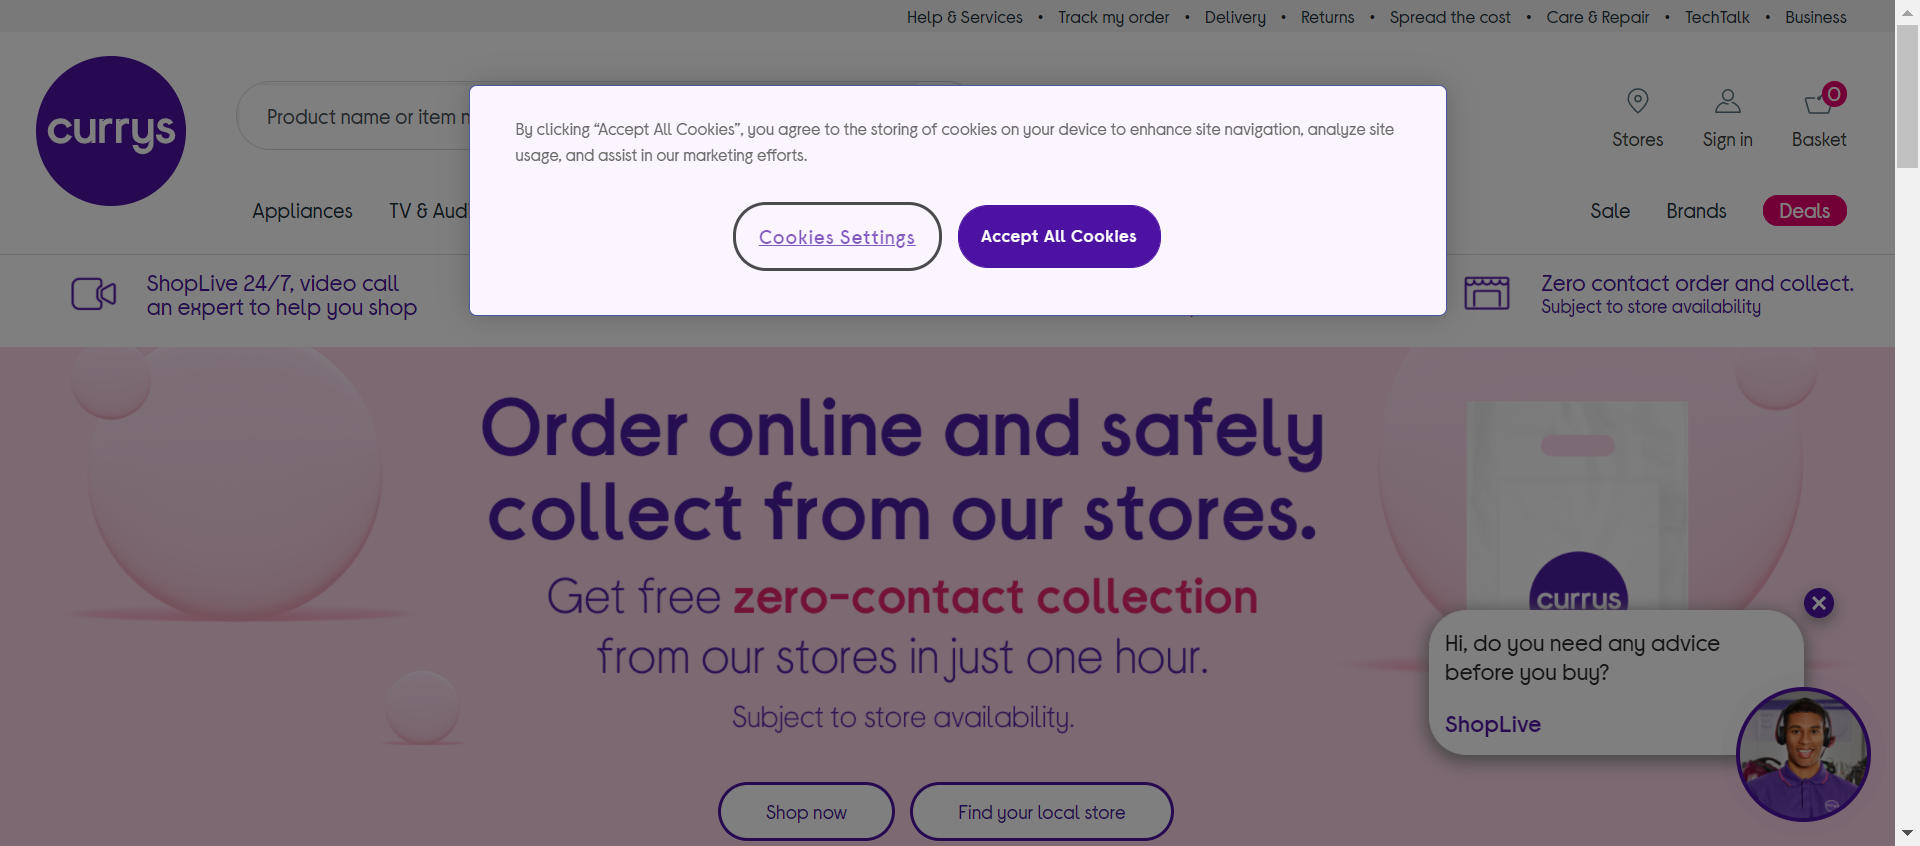 Help & Services • Track my order • Delivery • Returns • Spread the cost • Care & Repair • TechTalk • Business
currys
Product name or item
0
Stores
Sign in
Basket
Appliances
TV &
Sale
Brands
Deals
By clicking “Accept All Cookies”, you agree to the storing of cookies on your device to enhance site navigation, analyze site
usage, and assist in our marketing efforts.
Cookies Settings
Accept All Cookies
ShopLive 24/7, video call
an expert to help you shop
Zero contact order and collect.
Subject to store availability
Order online and safely
collect from our stores.
Get free zero-contact collection
from our stores in just one hour.
Subject to store availability.
Shop now
Find your local store
currys
Hi, do you need any advice
before you buy?
ShopLive